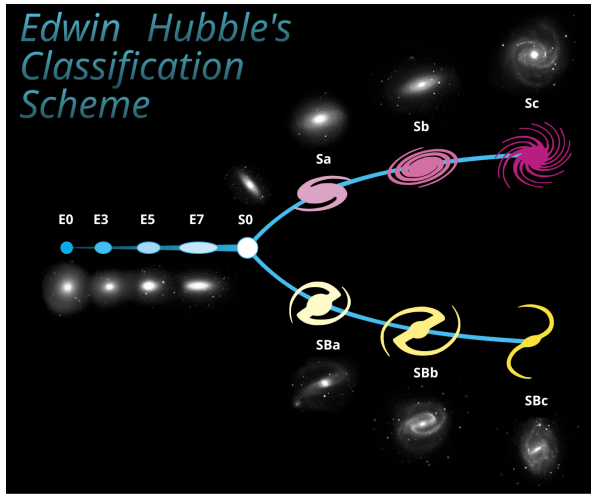 Edwin Hubble's
Classification
Scheme
Sc
Sb
Sa
E0 E3 E5 E7 S0
SBa
SBb
SBc